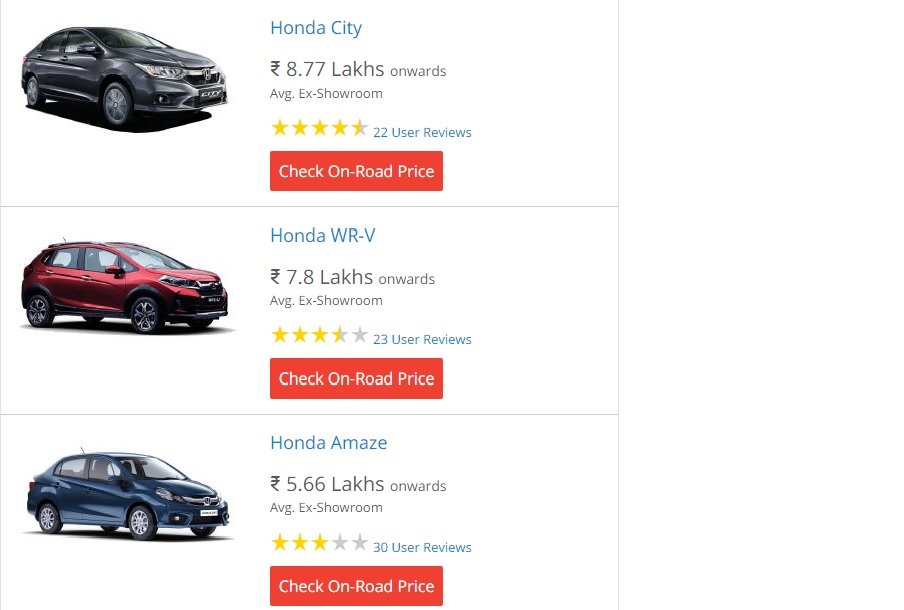 Honda City
₹ 8.77 Lakhs onwards
Avg. Ex-Showroom
22 User Reviews
Check On-Road Price
Honda WR-V
₹ 7.8 Lakhs onwards
Avg. Ex-Showroom
23 User Reviews
Check On-Road Price
Honda Amaze
₹ 5.66 Lakhs onwards
Avg. Ex-Showroom
30 User Reviews
Check On-Road Price